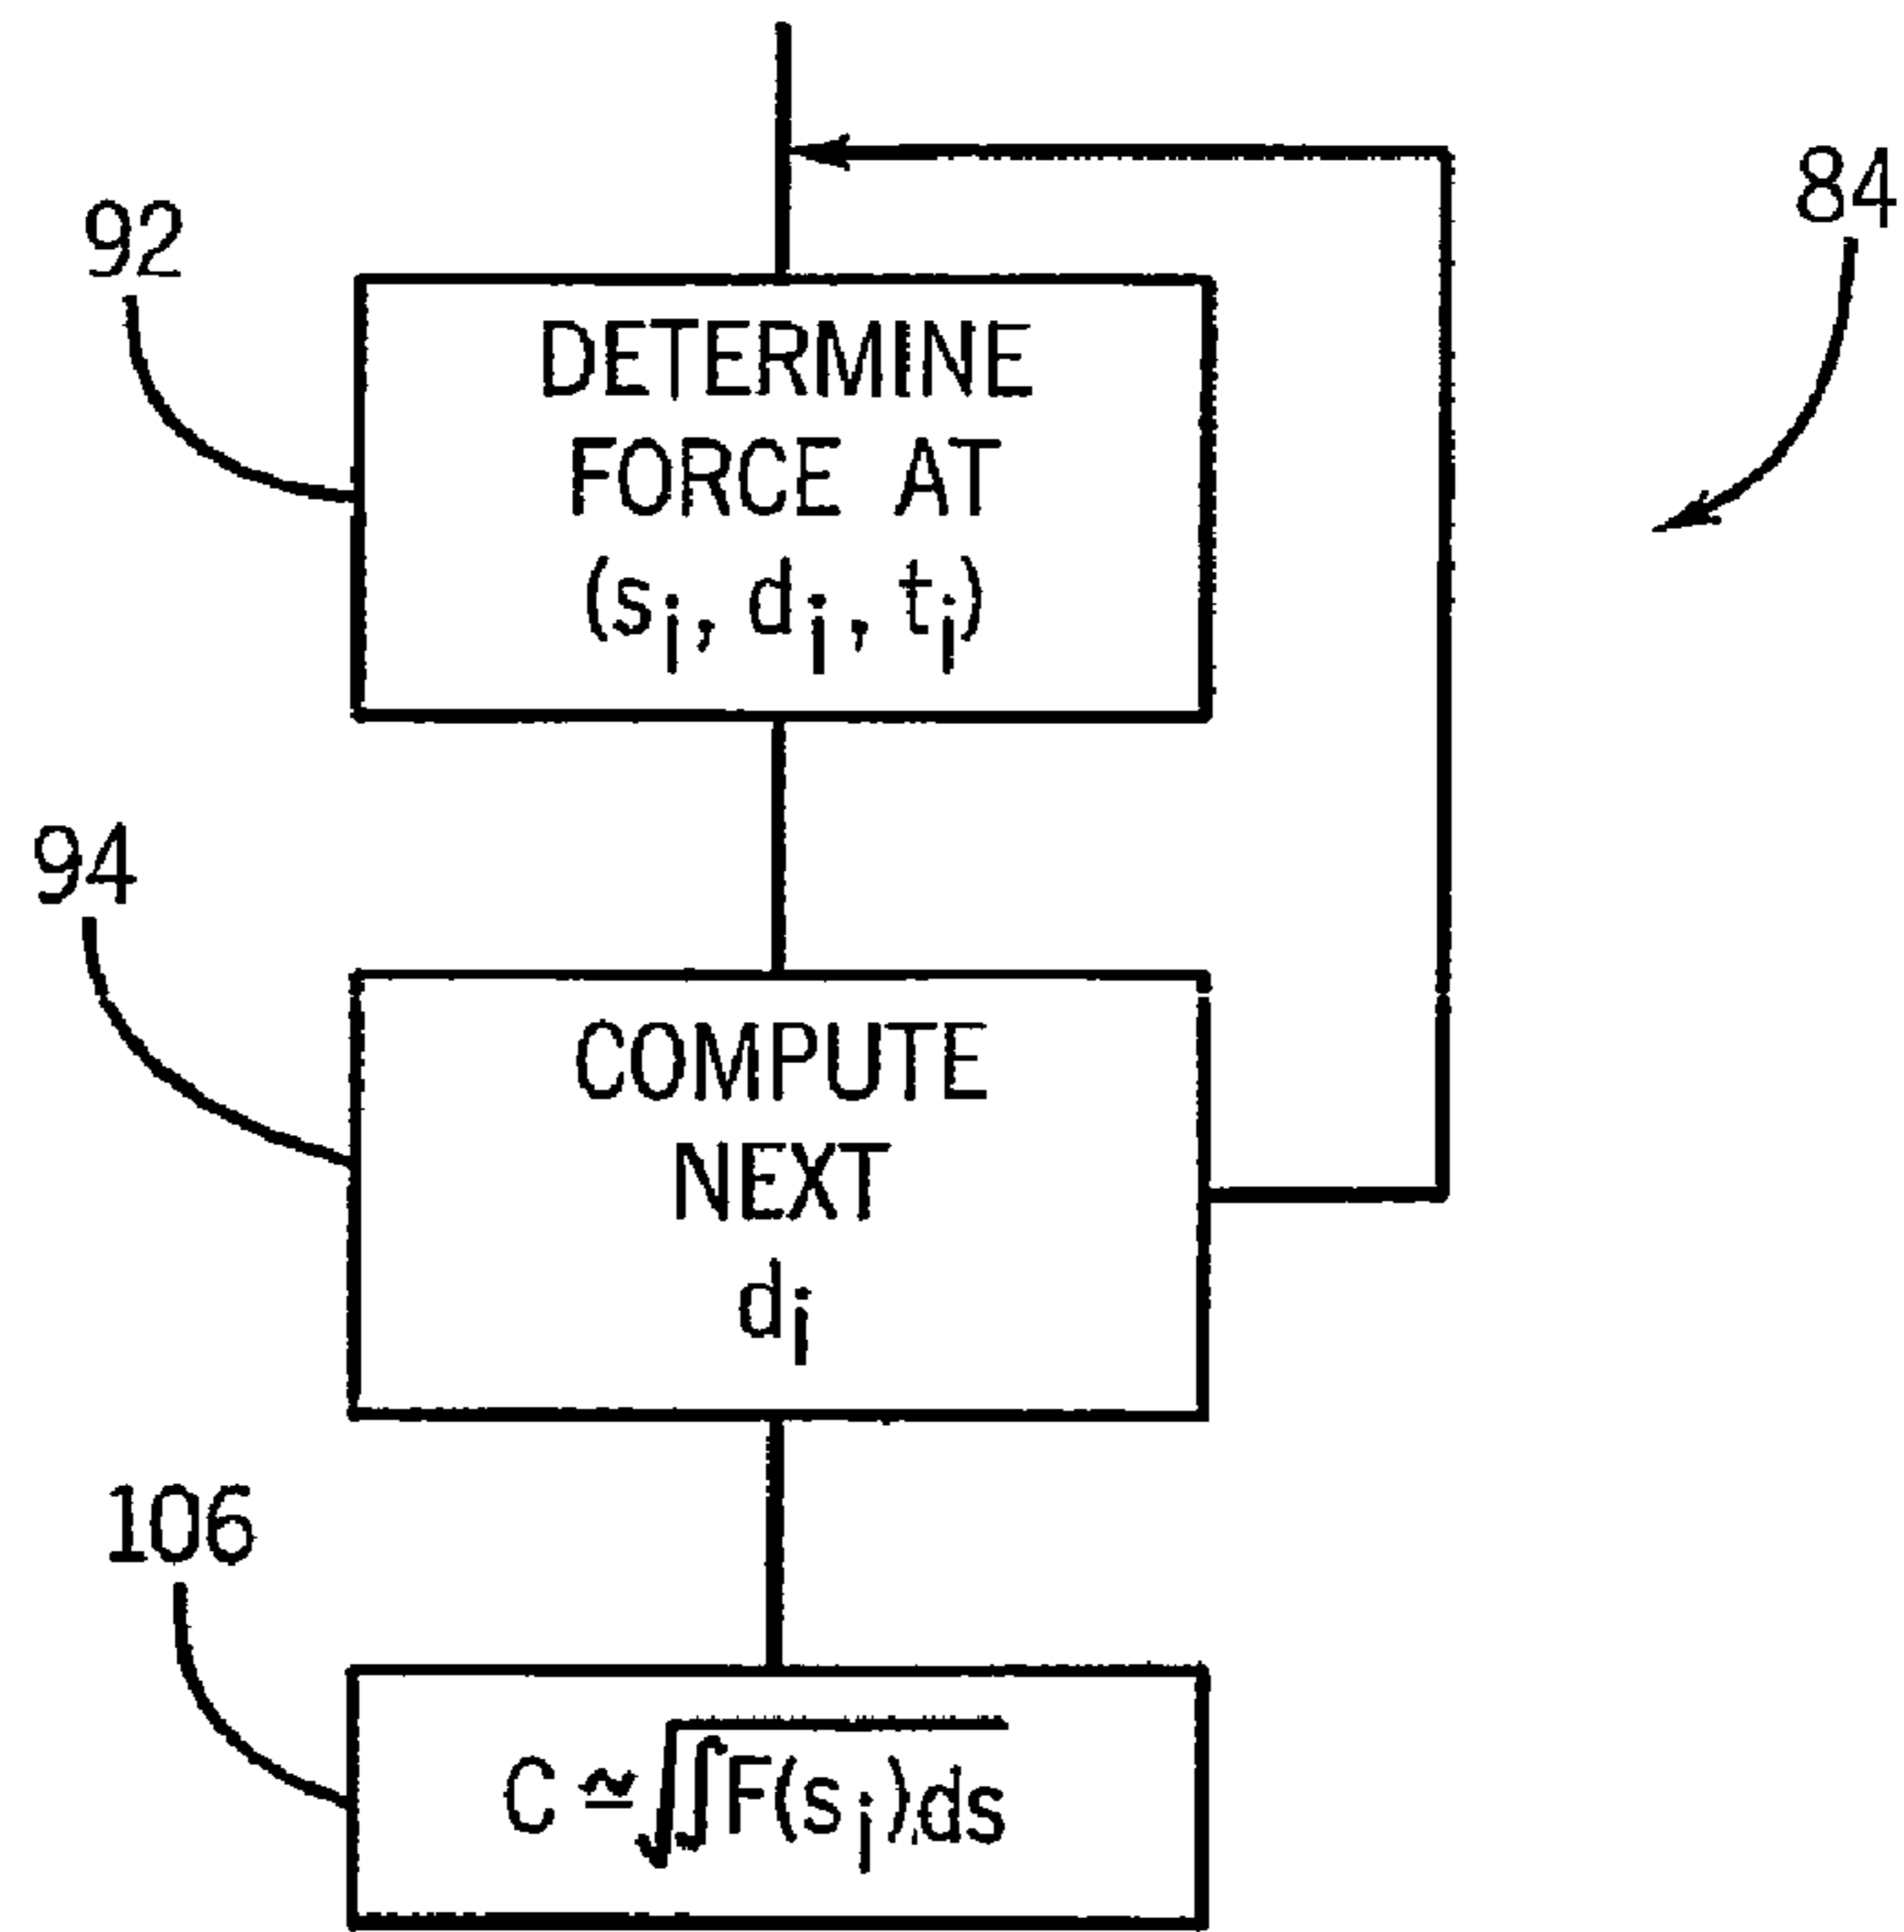 84
92
DETERMINE
FORCE AT
(sᵢ, dᵢ, tᵢ)
94
COMPUTE
NEXT
dᵢ
106
C ≃ √∫F(sᵢ),ds